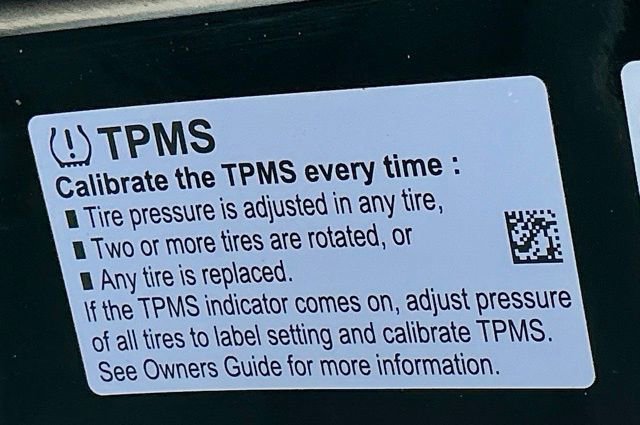 TPMS
Calibrate the TPMS every time :
Tire pressure is adjusted in any tire,
Two or more tires are rotated, or
Any tire is replaced.
If the TPMS indicator comes on, adjust pressure
of all tires to label setting and calibrate TPMS.
See Owners Guide for more information.